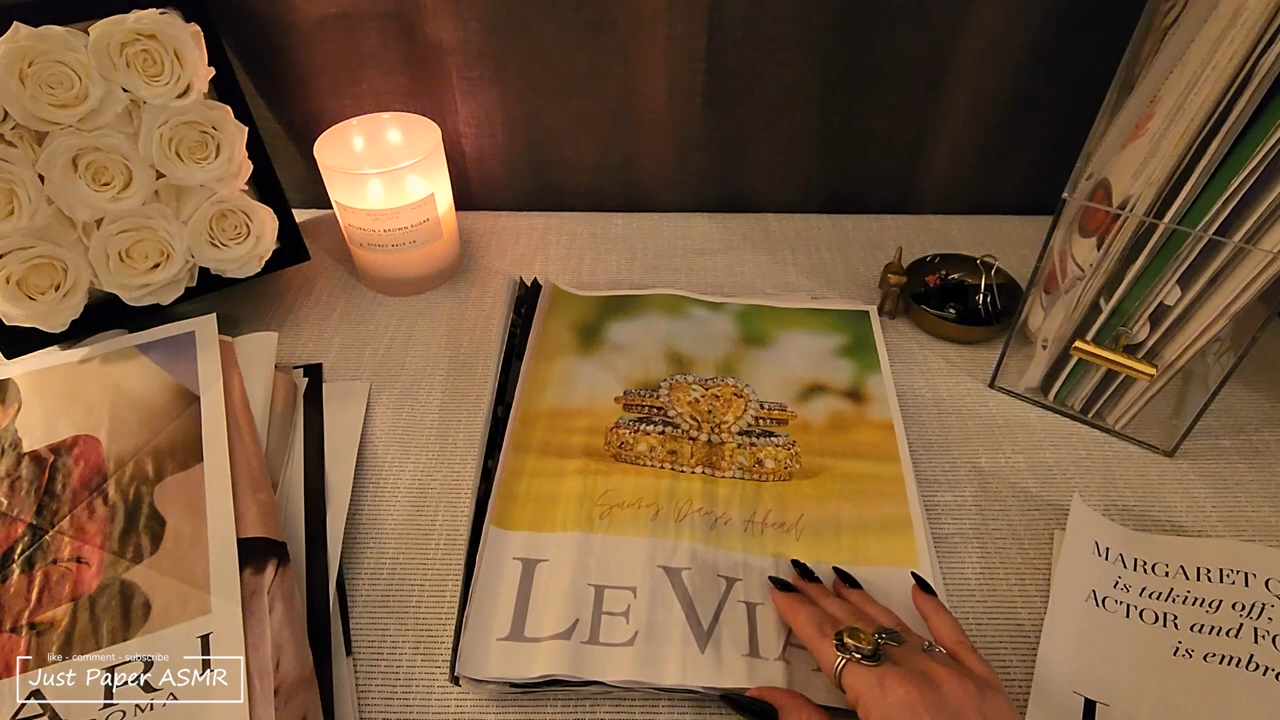 BOURBON + BROWN SUGAR
Sunny Days Ahead
LE VIA
MARGARET Q
is taking off,
ACTOR and FO
is embr
like - comment - subscribe
Just Paper ASMR
OMA